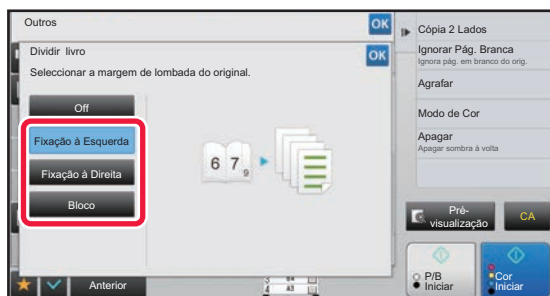 Outros
OK
Dividir livro
OK
Seleccionar a margem de lombada do original.
Off
Fixação à Esquerda
Fixação à Direita
Bloco
6 7 9
Anterior
Cópia 2 Lados
Ignorar Pág. Branca
Ignora pág. em branco do orig.
Agrafar
Modo de Cor
Apagar
Apagar sombra à volta
Pré-
visualização
CA
P/B
Iniciar
Cor
Iniciar